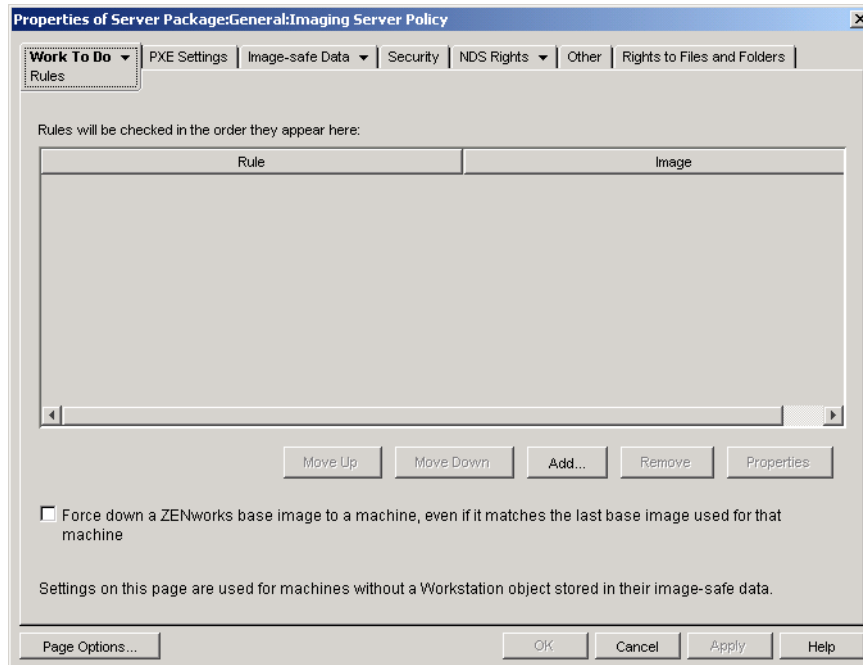 Properties of Server Package:General:Imaging Server Policy
Work To Do PXE Settings Image-safe Data Security NDS Rights Other Rights to Files and Folders
Rules
Rules will be checked in the order they appear here:
Rule Image
Move Up Move Down Add... Remove Properties
Force down a ZENworks base image to a machine, even if it matches the last base image used for that
machine
Settings on this page are used for machines without a Workstation object stored in their image-safe data.
Page Options... OK Cancel Apply Help